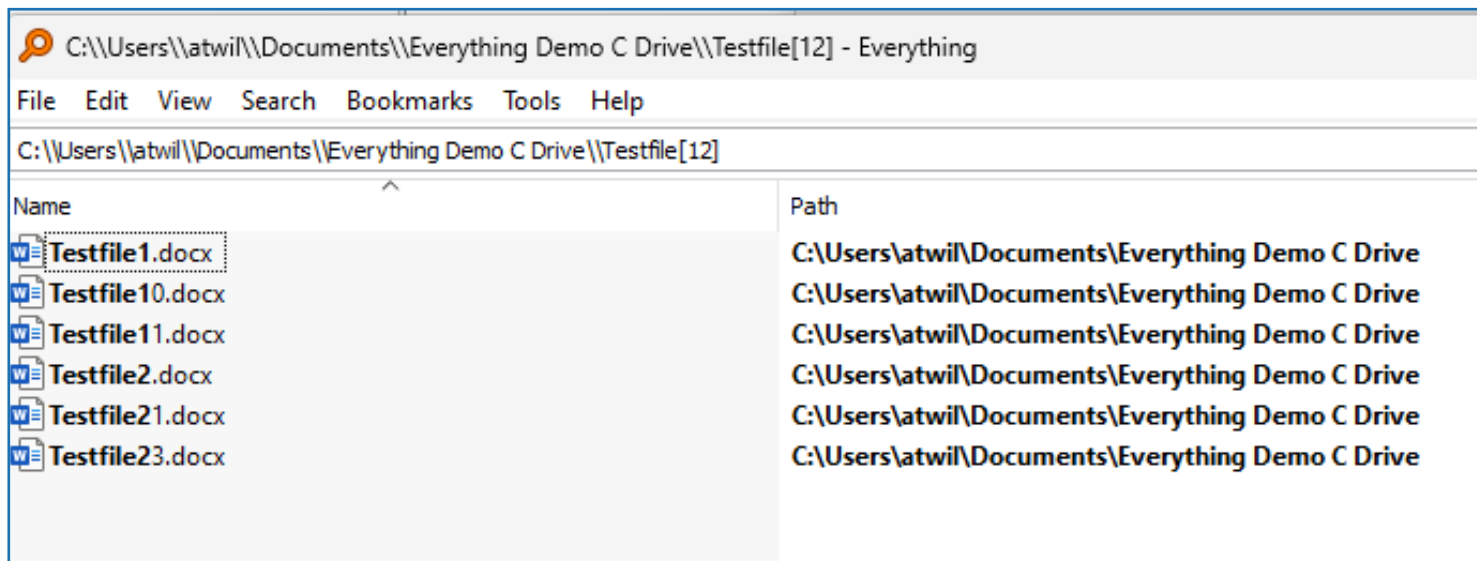 C:\\Users\\atwil\\Documents\\Everything Demo C Drive\\Testfile[12] - Everything
File Edit View Search Bookmarks Tools Help
C:\\Users\\atwil\\Documents\\Everything Demo C Drive\\Testfile[12]
Name Path
Testfile1.docx C:\Users\atwil\Documents\Everything Demo C Drive
Testfile10.docx C:\Users\atwil\Documents\Everything Demo C Drive
Testfile11.docx C:\Users\atwil\Documents\Everything Demo C Drive
Testfile2.docx C:\Users\atwil\Documents\Everything Demo C Drive
Testfile21.docx C:\Users\atwil\Documents\Everything Demo C Drive
Testfile23.docx C:\Users\atwil\Documents\Everything Demo C Drive